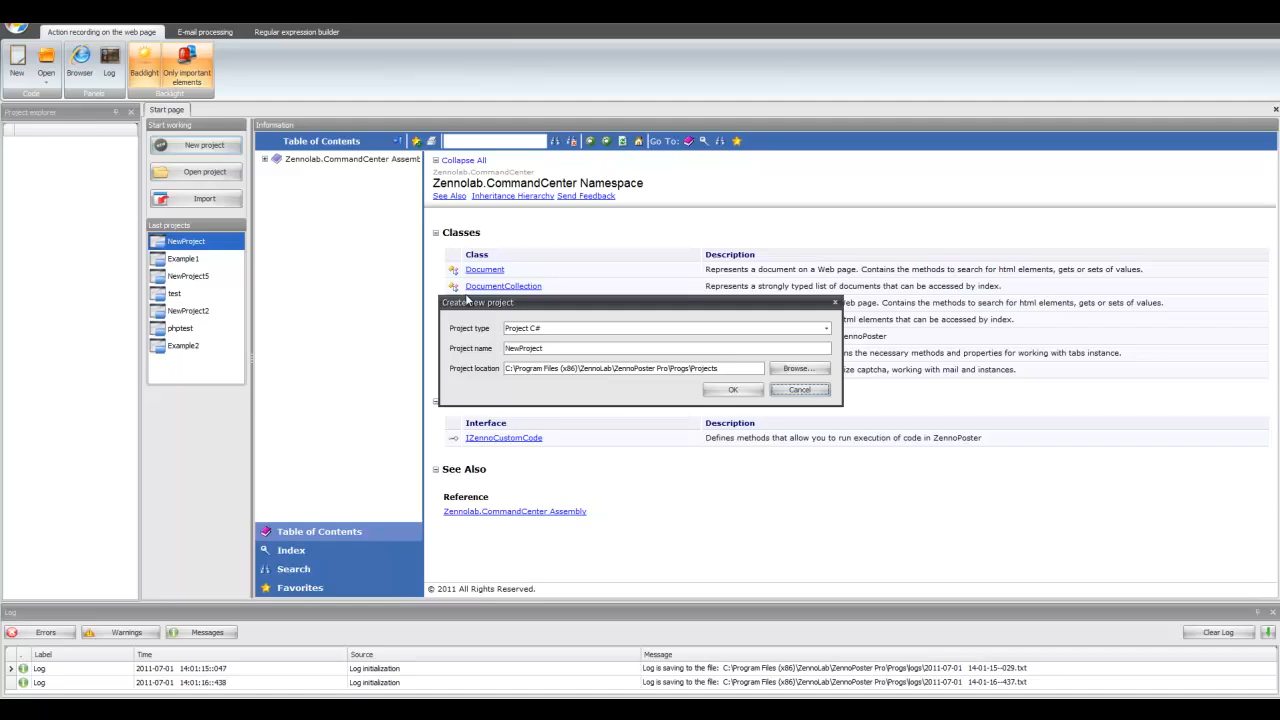 Action recording on the web page
E-mail processing
Regular expression builder
New
Open
Browser
Log
Backlight
Only important
elements
Code
Panels
Backlight
Project explorer
Start page
Start working
New project
Open project
Import
Last projects
NewProject
Example1
NewProject5
test
NewProject2
phptest
Example2
Information
Table of Contents
Go To:
Zennolab.CommandCenter Assemb
Collapse All
Zennolab.CommandCenter
Zennolab.CommandCenter Namespace
See Also Inheritance Hierarchy Send Feedback
Classes
Class Description
Document Represents a document on a Web page. Contains the methods to search for html elements, gets or sets of values.
DocumentCollection Represents a strongly typed list of documents that can be accessed by index.
eb page. Contains the methods to search for html elements, gets or sets of values.
tml elements that can be accessed by index.
ennoPoster
ns the necessary methods and properties for working with tabs instance.
ize captcha, working with mail and instances.
Create new project
Project type Project C#
Project name NewProject
Project location C:\Program Files (x86)\ZennoLab\ZennoPoster Pro\Progs\Projects Browse...
OK Cancel
Interface Description
IZennoCustomCode Defines methods that allow you to run execution of code in ZennoPoster
See Also
Reference
Zennolab.CommandCenter Assembly
Table of Contents
Index
Search
Favorites
© 2011 All Rights Reserved.
Log
Errors Warnings Messages Clear Log
. Label Time Source Message
Log 2011-07-01 14:01:15::047 Log initialization Log is saving to the file: C:\Program Files (x86)\ZennoLab\ZennoPoster Pro\Progs\logs\2011-07-01 14-01-15--029.txt
Log 2011-07-01 14:01:16::438 Log initialization Log is saving to the file: C:\Program Files (x86)\ZennoLab\ZennoPoster Pro\Progs\logs\2011-07-01 14-01-16--437.txt